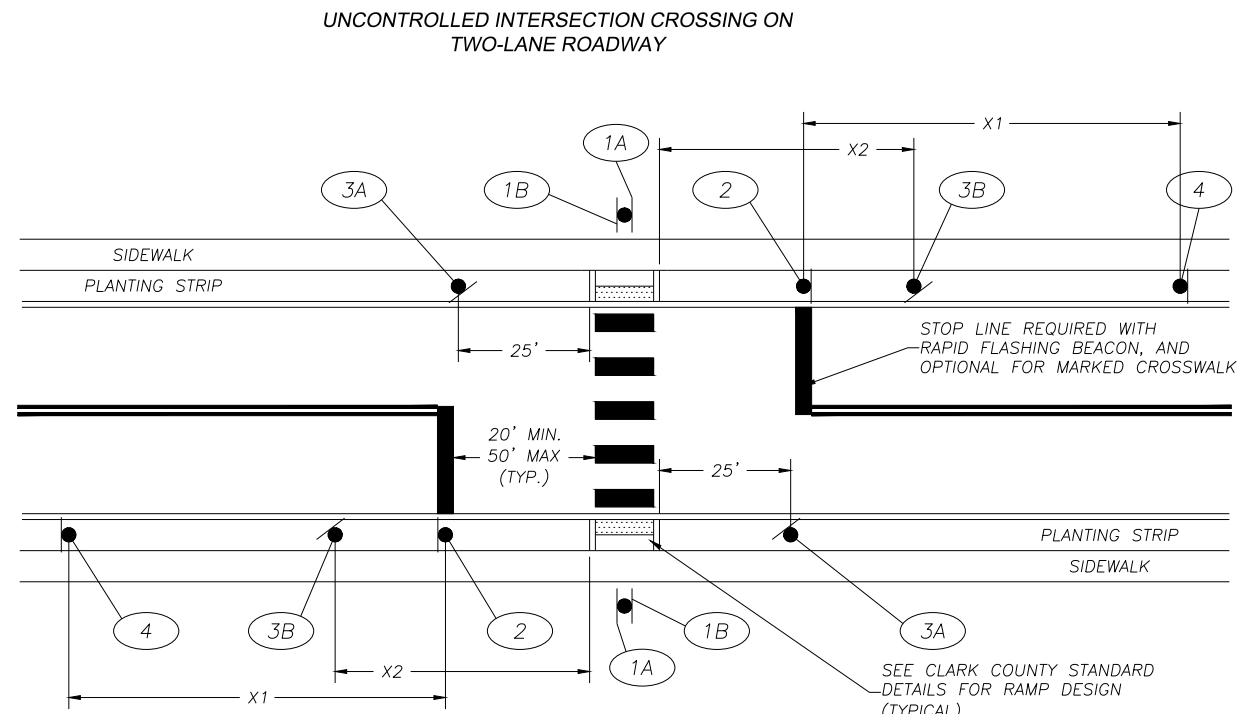 UNCONTROLLED INTERSECTION CROSSING ON
TWO-LANE ROADWAY
X1
1A
X2
3A
1B
2
3B
4
SIDEWALK
PLANTING STRIP
STOP LINE REQUIRED WITH
RAPID FLASHING BEACON, AND
OPTIONAL FOR MARKED CROSSWALK
25'
20' MIN.
50' MAX
(TYP.)
25'
PLANTING STRIP
SIDEWALK
4
3B
2
1B
3A
1A
X2
X1
SEE CLARK COUNTY STANDARD
DETAILS FOR RAMP DESIGN
(TYPICAL)